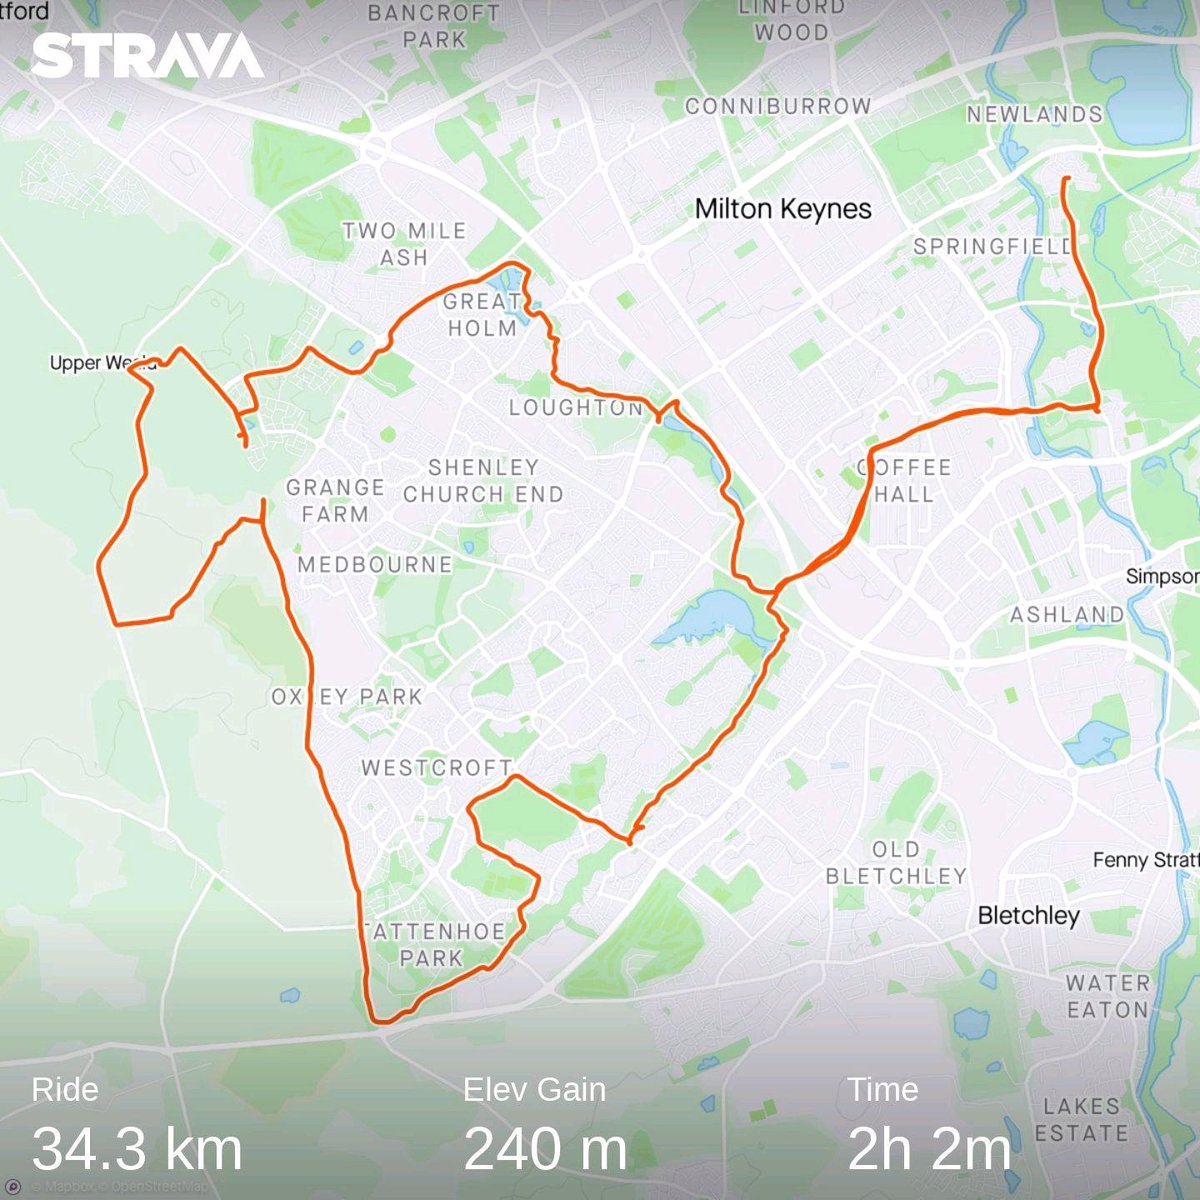 tford
BANCROFT
PARK
LINFORD
WOOD
STRAVA
CONNIBURROW
NEWLANDS
Milton Keynes
TWO MILE
ASH
SPRINGFIELD
GREAT
HOLM
Upper Weald
LOUGHTON
SHENLEY
CHURCH END
COFFEE
HALL
GRANGE
FARM
MEDBOURNE
Simpson
ASHLAND
OXLEY PARK
WESTCROFT
OLD
BLETCHLEY
Fenny Stratf
Bletchley
TATTENHOE
PARK
WATER
EATON
LAKES
ESTATE
Ride
Elev Gain
Time
34.3 km
240 m
2h 2m
© Mapbox © OpenStreetMap